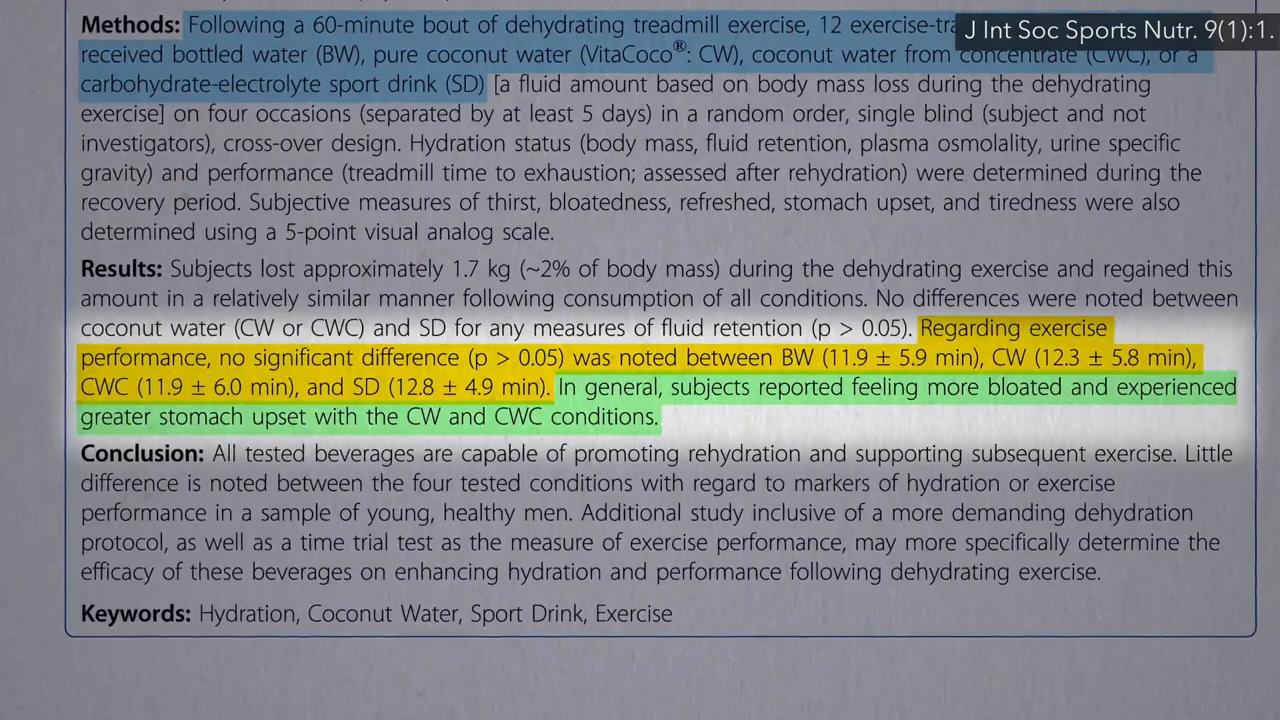 J Int Soc Sports Nutr. 9(1):1.
Methods: Following a 60-minute bout of dehydrating treadmill exercise, 12 exercise-tra
received bottled water (BW), pure coconut water (VitaCoco®: CW), coconut water from concentrate (CWC), or a
carbohydrate-electrolyte sport drink (SD) [a fluid amount based on body mass loss during the dehydrating
exercise] on four occasions (separated by at least 5 days) in a random order, single blind (subject and not
investigators), cross-over design. Hydration status (body mass, fluid retention, plasma osmolality, urine specific
gravity) and performance (treadmill time to exhaustion; assessed after rehydration) were determined during the
recovery period. Subjective measures of thirst, bloatedness, refreshed, stomach upset, and tiredness were also
determined using a 5-point visual analog scale.
Results: Subjects lost approximately 1.7 kg (~2% of body mass) during the dehydrating exercise and regained this
amount in a relatively similar manner following consumption of all conditions. No differences were noted between
coconut water (CW or CWC) and SD for any measures of fluid retention (p > 0.05). Regarding exercise
performance, no significant difference (p > 0.05) was noted between BW (11.9 ± 5.9 min), CW (12.3 ± 5.8 min),
CWC (11.9 ± 6.0 min), and SD (12.8 ± 4.9 min). In general, subjects reported feeling more bloated and experienced
greater stomach upset with the CW and CWC conditions.
Conclusion: All tested beverages are capable of promoting rehydration and supporting subsequent exercise. Little
difference is noted between the four tested conditions with regard to markers of hydration or exercise
performance in a sample of young, healthy men. Additional study inclusive of a more demanding dehydration
protocol, as well as a time trial test as the measure of exercise performance, may more specifically determine the
efficacy of these beverages on enhancing hydration and performance following dehydrating exercise.
Keywords: Hydration, Coconut Water, Sport Drink, Exercise